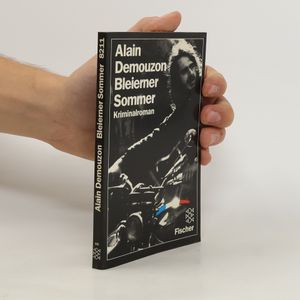 Alain
Demouzon
Bleierner
Sommer
Kriminalroman
Fischer
Alain Demouzon Bleierner Sommer 8211